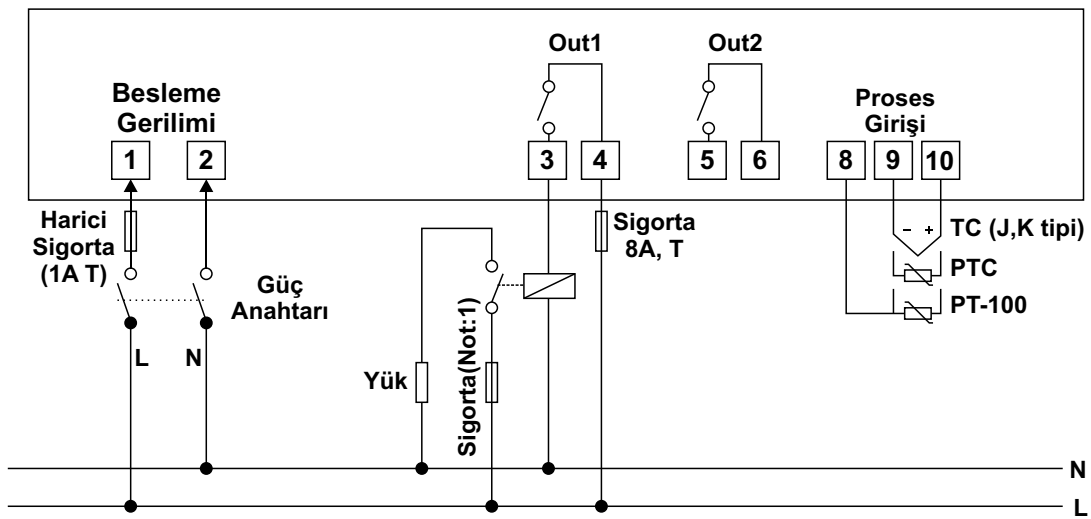 Out1
Out2
Besleme
Gerilimi
Proses
Girişi
1
2
3
4
5
6
8
9
10
Harici
Sigorta
(1A T)
Sigorta
8A, T
- +
TC (J,K tipi)
PTC
PT-100
Güç
Anahtarı
L
N
Yük
Sigorta(Not:1)
N
L